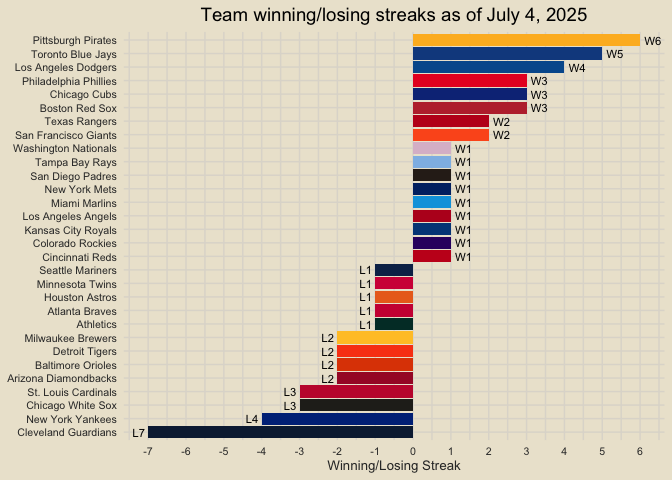 Team winning/losing streaks as of July 4, 2025
Pittsburgh Pirates W6
Toronto Blue Jays W5
Los Angeles Dodgers W4
Philadelphia Phillies W3
Chicago Cubs W3
Boston Red Sox W3
Texas Rangers W2
San Francisco Giants W2
Washington Nationals W1
Tampa Bay Rays W1
San Diego Padres W1
New York Mets W1
Miami Marlins W1
Los Angeles Angels W1
Kansas City Royals W1
Colorado Rockies W1
Cincinnati Reds W1
Seattle Mariners L1
Minnesota Twins L1
Houston Astros L1
Atlanta Braves L1
Athletics L1
Milwaukee Brewers L2
Detroit Tigers L2
Baltimore Orioles L2
Arizona Diamondbacks L2
St. Louis Cardinals L3
Chicago White Sox L3
New York Yankees L4
Cleveland Guardians L7
-7 -6 -5 -4 -3 -2 -1 0 1 2 3 4 5 6
Winning/Losing Streak